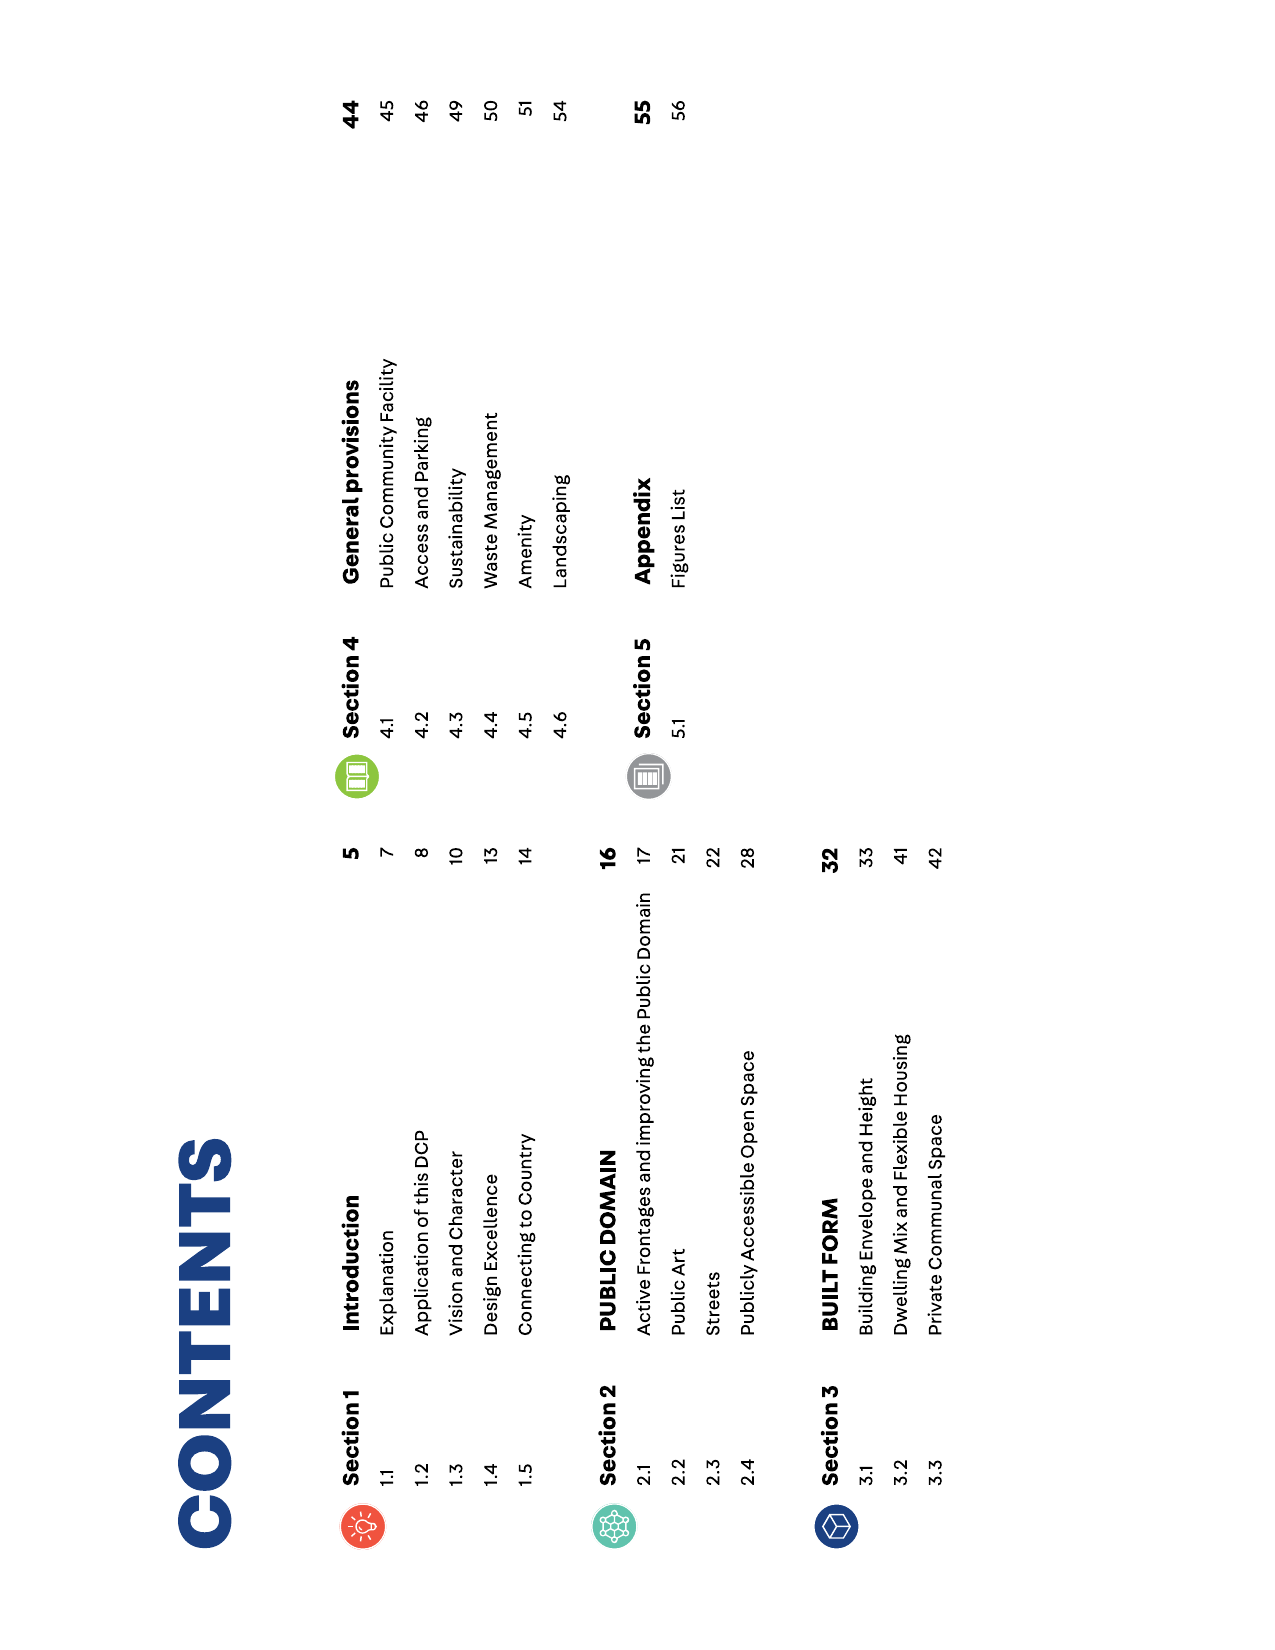 CONTENTS
Section 1 Introduction 5
1.1 Explanation 7
1.2 Application of this DCP 8
1.3 Vision and Character 10
1.4 Design Excellence 13
1.5 Connecting to Country 14
Section 2 PUBLIC DOMAIN 16
2.1 Active Frontages and improving the Public Domain 17
2.2 Public Art 21
2.3 Streets 22
2.4 Publicly Accessible Open Space 28
Section 3 BUILT FORM 32
3.1 Building Envelope and Height 33
3.2 Dwelling Mix and Flexible Housing 41
3.3 Private Communal Space 42
Section 4 General provisions 44
4.1 Public Community Facility 45
4.2 Access and Parking 46
4.3 Sustainability 49
4.4 Waste Management 50
4.5 Amenity 51
4.6 Landscaping 54
Section 5 Appendix 55
5.1 Figures List 56